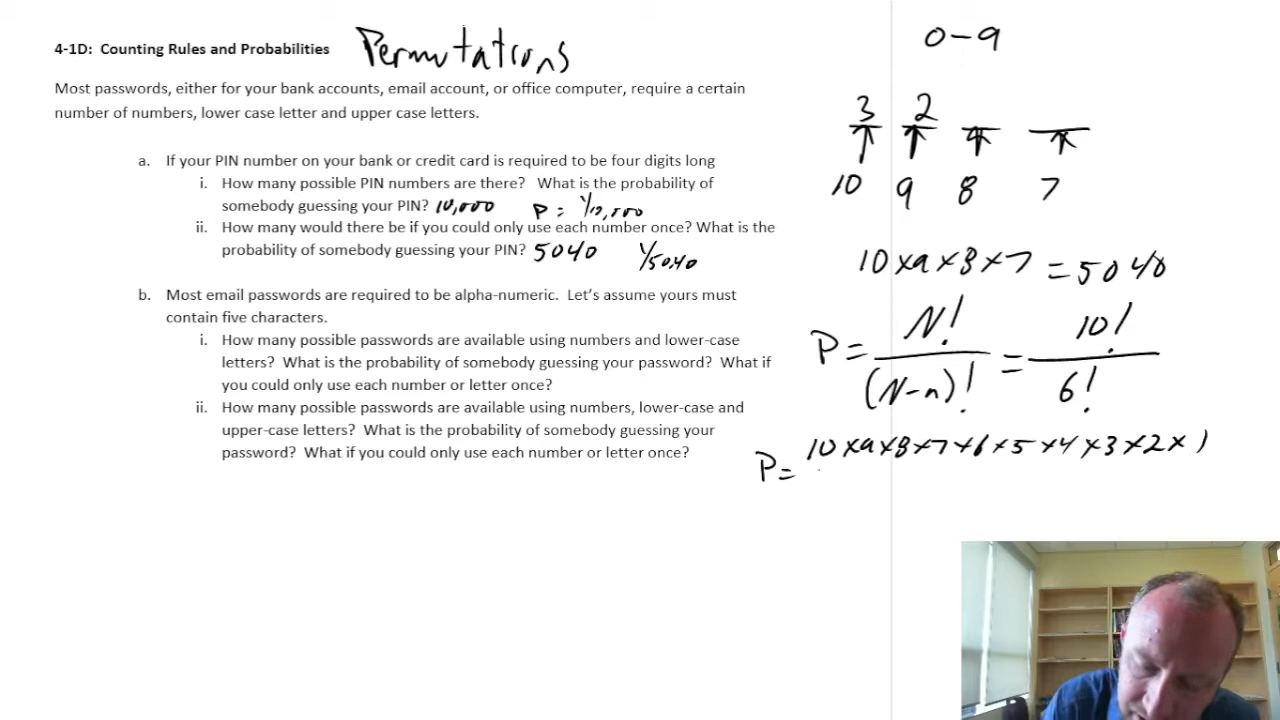 4-1D: Counting Rules and Probabilities Permutations
Most passwords, either for your bank accounts, email account, or office computer, require a certain
number of numbers, lower case letter and upper case letters.
a. If your PIN number on your bank or credit card is required to be four digits long
i. How many possible PIN numbers are there? What is the probability of
somebody guessing your PIN? 10,000 P = 1/10,000
ii. How many would there be if you could only use each number once? What is the
probability of somebody guessing your PIN? 5040 1/5040
b. Most email passwords are required to be alpha-numeric. Let's assume yours must
contain five characters.
i. How many possible passwords are available using numbers and lower-case
letters? What is the probability of somebody guessing your password? What if
you could only use each number or letter once?
ii. How many possible passwords are available using numbers, lower-case and
upper-case letters? What is the probability of somebody guessing your
password? What if you could only use each number or letter once?
0-9
3 2
10 9 8 7
10 x 9 x 8 x 7 = 5040
P = N! / (N-n)! = 10! / 6!
P = 10 x 9 x 8 x 7 x 6 x 5 x 4 x 3 x 2 x 1